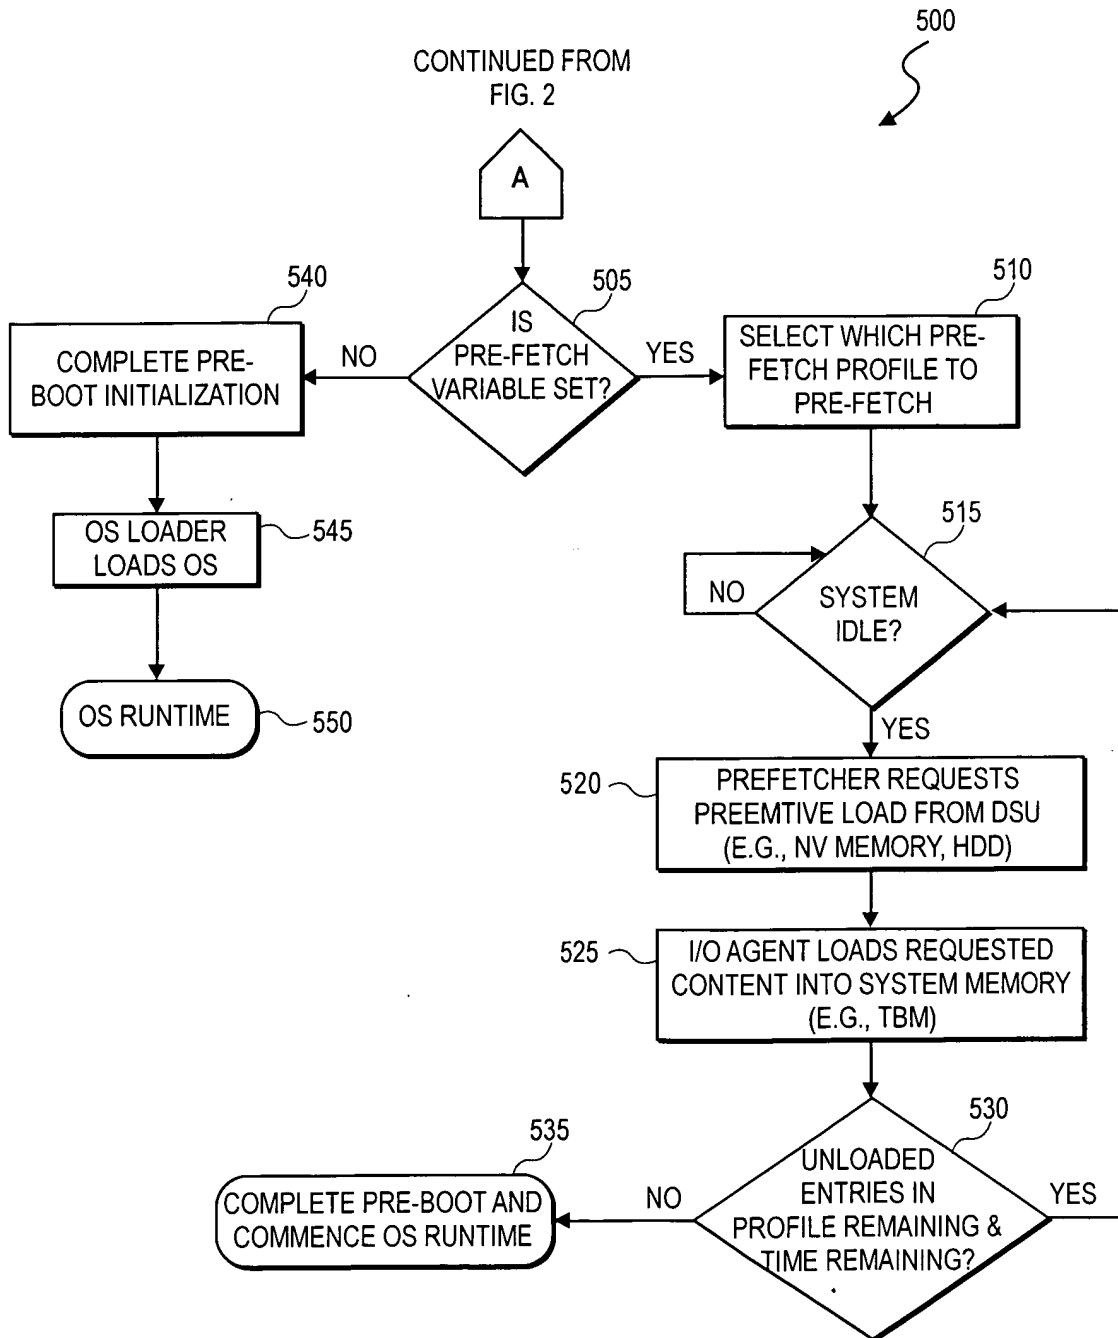 500
CONTINUED FROM
FIG. 2
A
505
IS
PRE-FETCH
VARIABLE SET?
NO
YES
540
COMPLETE PRE-
BOOT INITIALIZATION
510
SELECT WHICH PRE-
FETCH PROFILE TO
PRE-FETCH
545
OS LOADER
LOADS OS
515
SYSTEM
IDLE?
NO
YES
OS RUNTIME
550
520
PREFETCHER REQUESTS
PREEMTIVE LOAD FROM DSU
(E.G., NV MEMORY, HDD)
525
I/O AGENT LOADS REQUESTED
CONTENT INTO SYSTEM MEMORY
(E.G., TBM)
530
UNLOADED
ENTRIES IN
PROFILE REMAINING &
TIME REMAINING?
NO
YES
535
COMPLETE PRE-BOOT AND
COMMENCE OS RUNTIME